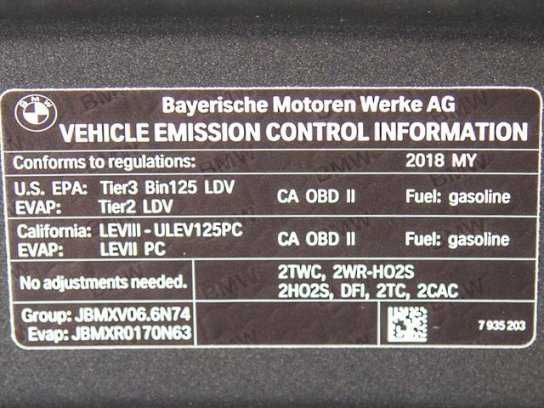 BMW
Bayerische Motoren Werke AG
VEHICLE EMISSION CONTROL INFORMATION
Conforms to regulations: 2018 MY
U.S. EPA: Tier3 Bin125 LDV CA OBD II Fuel: gasoline
EVAP: Tier2 LDV
California: LEVIII - ULEV125PC CA OBD II Fuel: gasoline
EVAP: LEVII PC
No adjustments needed. 2TWC, 2WR-HO2S
2HO2S, DFI, 2TC, 2CAC
Group: JBMXV06.6N74
Evap: JBMXR0170N63 7 935 203